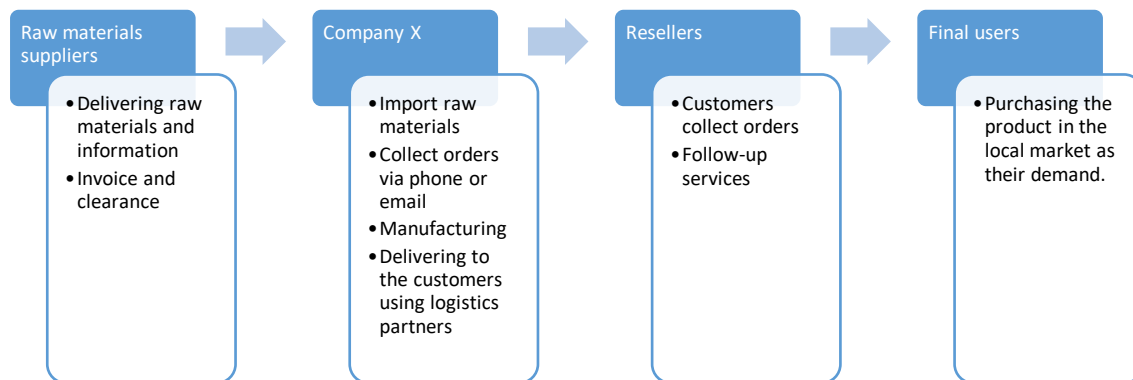 Raw materials
suppliers
•Delivering raw
materials and
information
•Invoice and
clearance
Company X
•Import raw
materials
•Collect orders
via phone or
email
•Manufacturing
•Delivering to
the customers
using logistics
partners
Resellers
•Customers
collect orders
•Follow-up
services
Final users
•Purchasing the
product in the
local market as
their demand.